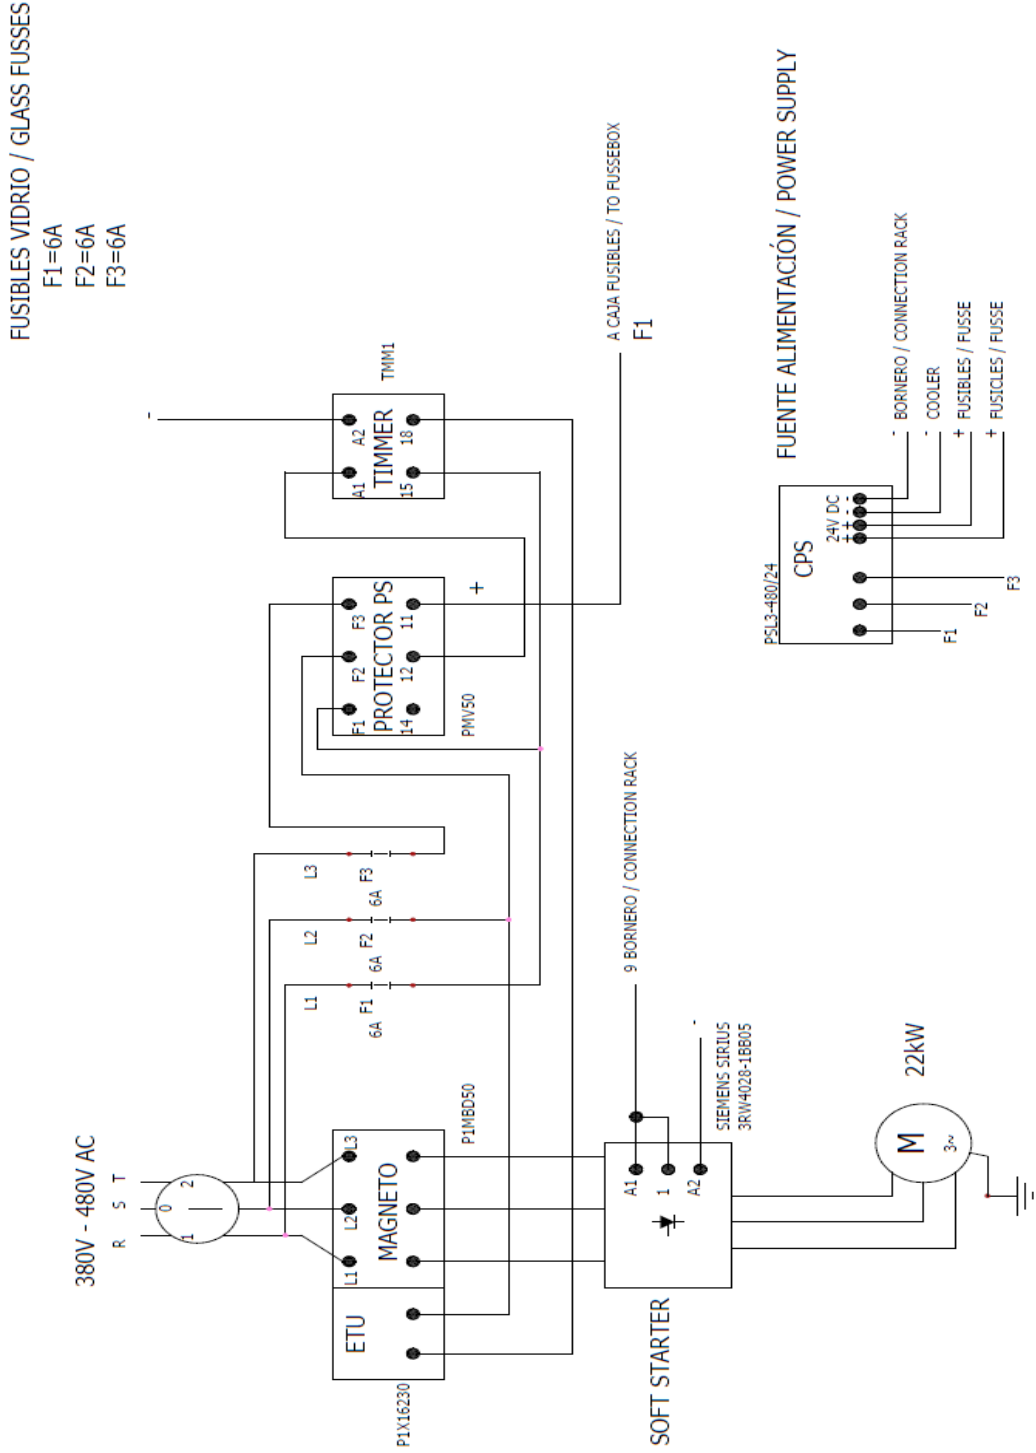 FUSIBLES VIDRIO / GLASS FUSSES
F1=6A
F2=6A
F3=6A
380V - 480V AC
R S T
1 0 2
L1 L2 L3
MAGNETO
P1MBD50
ETU
P1X16230
L1 L2 L3
F1 F2 F3
6A 6A 6A
F1 F2 F3
PROTECTOR PS
14 12 11
+
PMV50
TMM1
A1 A2
TIMMER
15 18
-
A CAJA FUSIBLES / TO FUSSEBOX
F1
9 BORNERO / CONNECTION RACK
A1
1
A2
-
SIEMENS SIRIUS
3RW4028-1BB05
SOFT STARTER
M
3~
22kW
FUENTE ALIMENTACIÓN / POWER SUPPLY
PSL3-480/24
CPS
24V DC
+ + - -
- BORNERO / CONNECTION RACK
- COOLER
+ FUSIBLES / FUSSE
+ FUSICLES / FUSSE
F1
F2
F3